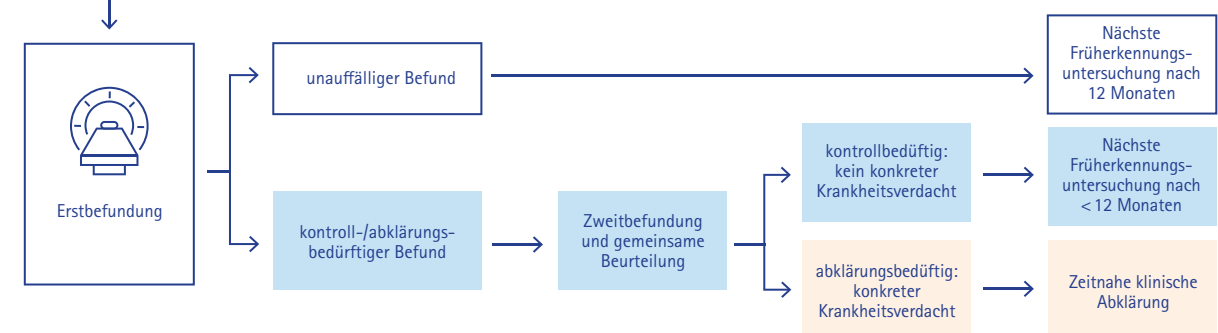 Erstbefundung
unauffälliger Befund
Nächste
Früherkennungs-
untersuchung nach
12 Monaten
kontroll-/abklärungs-
bedürftiger Befund
Zweitbefundung
und gemeinsame
Beurteilung
kontrollbedüftig:
kein konkreter
Krankheitsverdacht
Nächste
Früherkennungs-
untersuchung nach
< 12 Monaten
abklärungsbedüftig:
konkreter
Krankheitsverdacht
Zeitnahe klinische
Abklärung